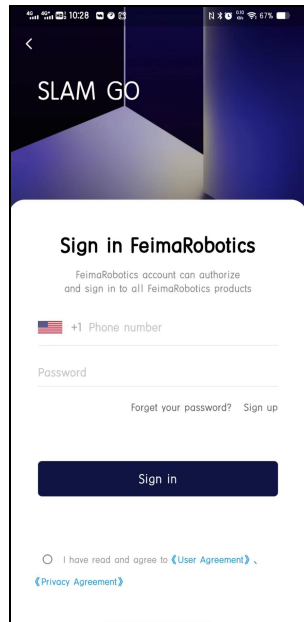 10:28
67%
SLAM GO
Sign in FeimaRobotics
FeimaRobotics account can authorize
and sign in to all FeimaRobotics products
+1 Phone number
Password
Forget your password? Sign up
Sign in
I have read and agree to 《User Agreement》、
《Privacy Agreement》